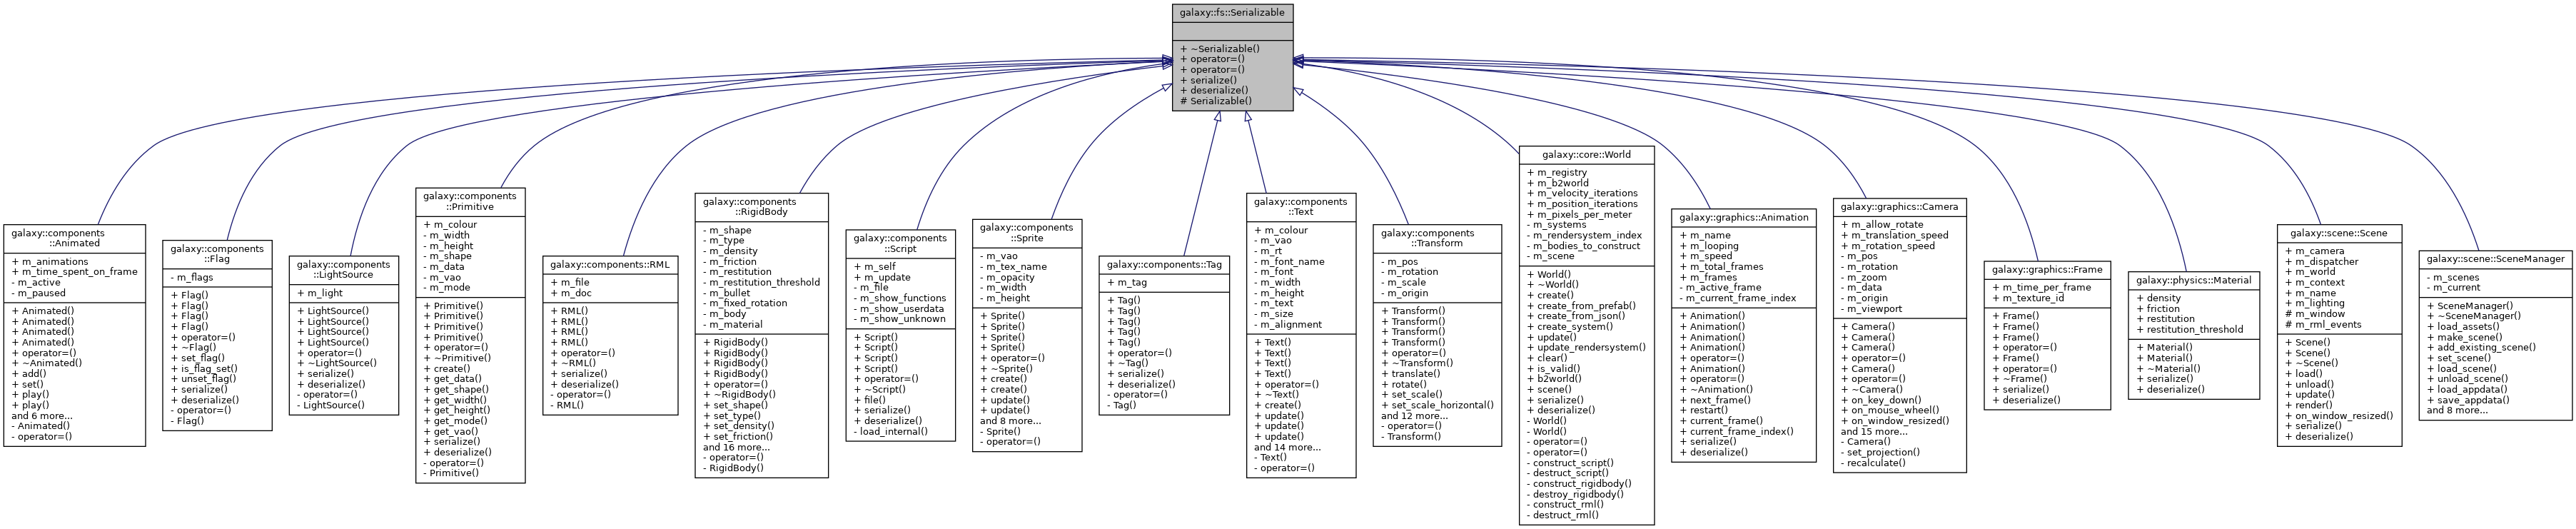 galaxy::fs::Serializable
+ ~Serializable()
+ operator=()
+ operator=()
+ serialize()
+ deserialize()
# Serializable()
galaxy::components
::Animated
+ m_animations
+ m_time_spent_on_frame
- m_active
- m_paused
+ Animated()
+ Animated()
+ Animated()
+ Animated()
+ operator=()
+ ~Animated()
+ add()
+ set()
+ play()
+ play()
and 6 more...
- Animated()
- operator=()
galaxy::components
::Flag
- m_flags
+ Flag()
+ Flag()
+ Flag()
+ Flag()
+ operator=()
+ ~Flag()
+ set_flag()
+ is_flag_set()
+ unset_flag()
+ serialize()
+ deserialize()
- operator=()
- Flag()
galaxy::components
::LightSource
+ m_light
+ LightSource()
+ LightSource()
+ LightSource()
+ LightSource()
+ operator=()
+ ~LightSource()
+ serialize()
+ deserialize()
- operator=()
- LightSource()
galaxy::components
::Primitive
+ m_colour
- m_width
- m_height
- m_shape
- m_data
- m_vao
- m_mode
+ Primitive()
+ Primitive()
+ Primitive()
+ Primitive()
+ operator=()
+ ~Primitive()
+ create()
+ get_data()
+ get_shape()
+ get_width()
+ get_height()
+ get_mode()
+ get_vao()
+ serialize()
+ deserialize()
- operator=()
- Primitive()
galaxy::components::RML
+ m_file
+ m_doc
+ RML()
+ RML()
+ RML()
+ RML()
+ operator=()
+ ~RML()
+ serialize()
+ deserialize()
- operator=()
- RML()
galaxy::components
::RigidBody
- m_shape
- m_type
- m_density
- m_friction
- m_restitution
- m_restitution_threshold
- m_bullet
- m_fixed_rotation
- m_body
- m_material
+ RigidBody()
+ RigidBody()
+ RigidBody()
+ RigidBody()
+ operator=()
+ ~RigidBody()
+ set_shape()
+ set_type()
+ set_density()
+ set_friction()
and 16 more...
- operator=()
- RigidBody()
galaxy::components
::Script
+ m_self
+ m_update
- m_file
- m_show_functions
- m_show_userdata
- m_show_unknown
+ Script()
+ Script()
+ Script()
+ Script()
+ operator=()
+ ~Script()
+ file()
+ serialize()
+ deserialize()
- load_internal()
galaxy::components
::Sprite
- m_vao
- m_tex_name
- m_opacity
- m_width
- m_height
+ Sprite()
+ Sprite()
+ Sprite()
+ Sprite()
+ operator=()
+ ~Sprite()
+ create()
+ create()
+ update()
+ update()
and 8 more...
- Sprite()
- operator=()
galaxy::components::Tag
+ m_tag
+ Tag()
+ Tag()
+ Tag()
+ Tag()
+ Tag()
+ operator=()
+ ~Tag()
+ serialize()
+ deserialize()
- operator=()
- Tag()
galaxy::components
::Text
+ m_colour
- m_vao
- m_rt
- m_font_name
- m_font
- m_width
- m_height
- m_text
- m_size
- m_alignment
+ Text()
+ Text()
+ Text()
+ Text()
+ operator=()
+ ~Text()
+ create()
+ update()
+ update()
+ update()
and 14 more...
- Text()
- operator=()
galaxy::components
::Transform
- m_pos
- m_rotation
- m_scale
- m_origin
+ Transform()
+ Transform()
+ Transform()
+ Transform()
+ operator=()
+ ~Transform()
+ translate()
+ rotate()
+ set_scale()
+ set_scale_horizontal()
and 12 more...
- operator=()
- Transform()
galaxy::core::World
+ m_registry
+ m_b2world
+ m_velocity_iterations
+ m_position_iterations
+ m_pixels_per_meter
- m_systems
- m_rendersystem_index
- m_bodies_to_construct
- m_scene
+ World()
+ ~World()
+ create()
+ create_from_prefab()
+ create_from_json()
+ create_system()
+ update()
+ update_rendersystem()
+ clear()
+ is_valid()
+ b2world()
+ scene()
+ serialize()
+ deserialize()
- World()
- World()
- operator=()
- operator=()
- construct_script()
- destruct_script()
- construct_rigidbody()
- destroy_rigidbody()
- construct_rml()
- destruct_rml()
galaxy::graphics::Animation
+ m_name
+ m_looping
+ m_speed
+ m_total_frames
+ m_frames
- m_active_frame
- m_current_frame_index
+ Animation()
+ Animation()
+ Animation()
+ Animation()
+ operator=()
+ Animation()
+ operator=()
+ ~Animation()
+ next_frame()
+ restart()
+ current_frame()
+ current_frame_index()
+ serialize()
+ deserialize()
galaxy::graphics::Camera
+ m_allow_rotate
+ m_translation_speed
+ m_rotation_speed
- m_pos
- m_rotation
- m_zoom
- m_data
- m_origin
- m_viewport
+ Camera()
+ Camera()
+ Camera()
+ operator=()
+ Camera()
+ operator=()
+ ~Camera()
+ on_key_down()
+ on_mouse_wheel()
+ on_window_resized()
and 15 more...
- Camera()
- set_projection()
- recalculate()
galaxy::graphics::Frame
+ m_time_per_frame
+ m_texture_id
+ Frame()
+ Frame()
+ Frame()
+ operator=()
+ Frame()
+ operator=()
+ ~Frame()
+ serialize()
+ deserialize()
galaxy::physics::Material
+ density
+ friction
+ restitution
+ restitution_threshold
+ Material()
+ Material()
+ ~Material()
+ serialize()
+ deserialize()
galaxy::scene::Scene
+ m_camera
+ m_dispatcher
+ m_world
+ m_context
+ m_name
+ m_lighting
# m_window
# m_rml_events
+ Scene()
+ Scene()
+ ~Scene()
+ load()
+ unload()
+ update()
+ render()
+ on_window_resized()
+ serialize()
+ deserialize()
galaxy::scene::SceneManager
- m_scenes
- m_current
+ SceneManager()
+ ~SceneManager()
+ load_assets()
+ make_scene()
+ add_existing_scene()
+ set_scene()
+ load_scene()
+ unload_scene()
+ load_appdata()
+ save_appdata()
and 8 more...